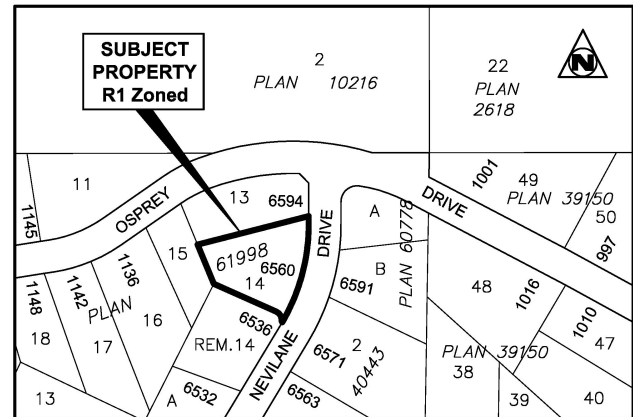 SUBJECT
PROPERTY
R1 Zoned
2
PLAN 10216
22
PLAN
2618
N
11
1145
OSPREY
13
6594
DRIVE
DRIVE
1001
49
PLAN 39150
50
997
A
PLAN 60778
B
6591
15
61998
6560
14
1148
1142
1136
PLAN
18
17
16
REM.14
6536
NEVILANE
6571
2
40443
48
1016
1010
47
PLAN 39150
38
13
A
6532
6563
39
40